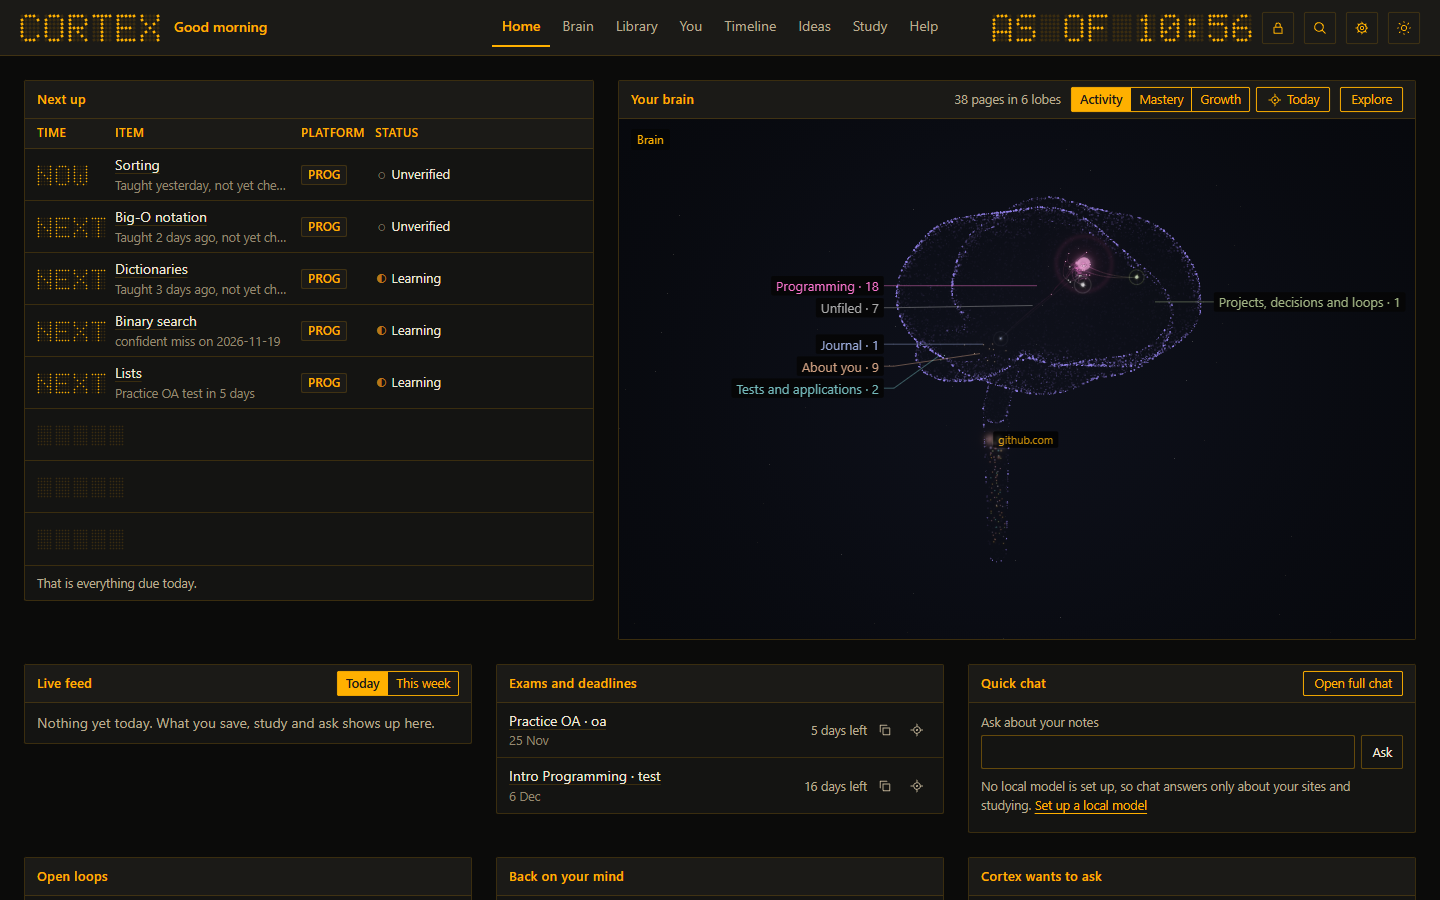 CORTEX Good morning Home Brain Library You Timeline Ideas Study Help AS OF 10:56
Next up
TIME ITEM PLATFORM STATUS
NOW Sorting PROG Unverified
Taught yesterday, not yet che...
NEXT Big-O notation PROG Unverified
Taught 2 days ago, not yet ch...
NEXT Dictionaries PROG Learning
Taught 3 days ago, not yet ch...
NEXT Binary search PROG Learning
confident miss on 2026-11-19
NEXT Lists PROG Learning
Practice OA test in 5 days
That is everything due today.
Your brain 38 pages in 6 lobes Activity Mastery Growth Today Explore
Brain
Programming · 18
Unfiled · 7
Projects, decisions and loops · 1
Journal · 1
About you · 9
Tests and applications · 2
github.com
Live feed Today This week
Nothing yet today. What you save, study and ask shows up here.
Exams and deadlines
Practice OA · oa
25 Nov
5 days left
Intro Programming · test
6 Dec
16 days left
Quick chat Open full chat
Ask about your notes
Ask
No local model is set up, so chat answers only about your sites and
studying. Set up a local model
Open loops
Back on your mind
Cortex wants to ask